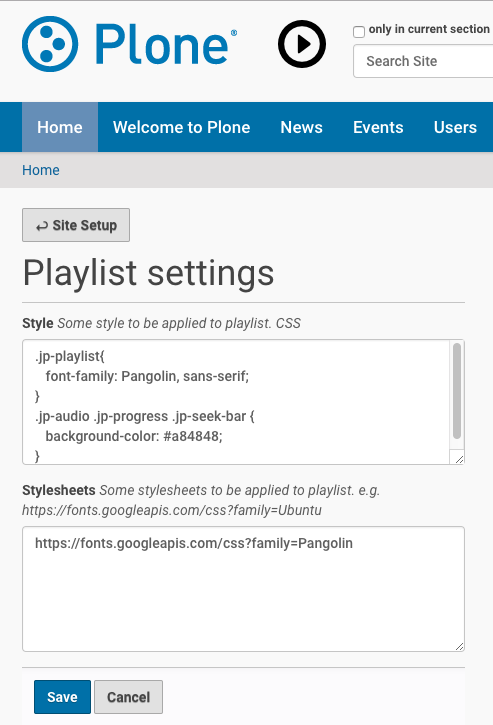 Plone®
only in current section
Search Site
Home Welcome to Plone News Events Users
Home
Site Setup
Playlist settings
Style Some style to be applied to playlist. CSS
.jp-playlist{
font-family: Pangolin, sans-serif;
}
.jp-audio .jp-progress .jp-seek-bar {
background-color: #a84848;
}
Stylesheets Some stylesheets to be applied to playlist. e.g.
https://fonts.googleapis.com/css?family=Ubuntu
https://fonts.googleapis.com/css?family=Pangolin
Save Cancel